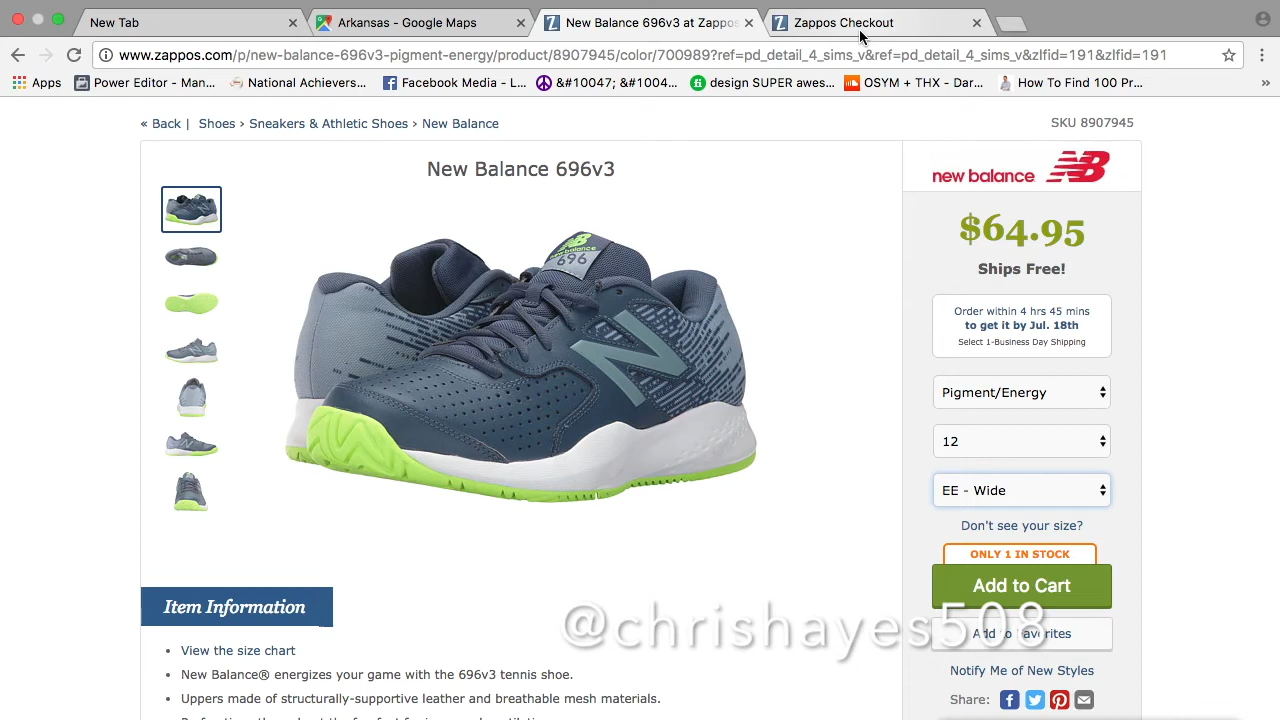 New Tab
Arkansas - Google Maps
New Balance 696v3 at Zappos
Zappos Checkout
www.zappos.com/p/new-balance-696v3-pigment-energy/product/8907945/color/700989?ref=pd_detail_4_sims_v&ref=pd_detail_4_sims_v&zlfid=191&zlfid=191
Apps
Power Editor - Man...
National Achievers...
Facebook Media - L...
&#10047; &#1004...
design SUPER awes...
OSYM + THX - Dar...
How To Find 100 Pr...
»
« Back | Shoes › Sneakers & Athletic Shoes › New Balance
SKU 8907945
New Balance 696v3
new balance
$64.95
Ships Free!
Order within 4 hrs 45 mins
to get it by Jul. 18th
Select 1-Business Day Shipping
Pigment/Energy
12
EE - Wide
Don't see your size?
ONLY 1 IN STOCK
Add to Cart
Add to Favorites
Notify Me of New Styles
Share:
new balance
696
Item Information
@chrishayes508
• View the size chart
• New Balance® energizes your game with the 696v3 tennis shoe.
• Uppers made of structurally-supportive leather and breathable mesh materials.